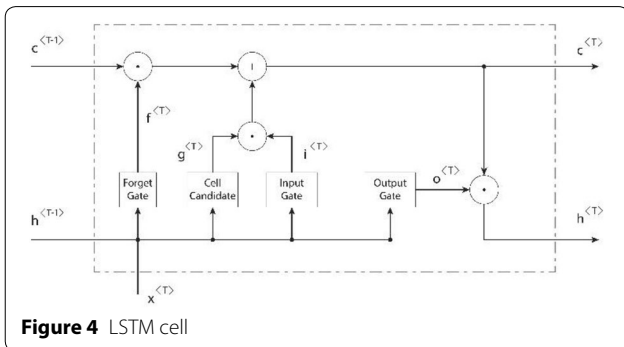 c<T-1>
c<T>
f<T>
g<T>
i<T>
o<T>
Forget
Gate
Cell
Candidate
Input
Gate
Output
Gate
h<T-1>
h<T>
x<T>
Figure 4 LSTM cell